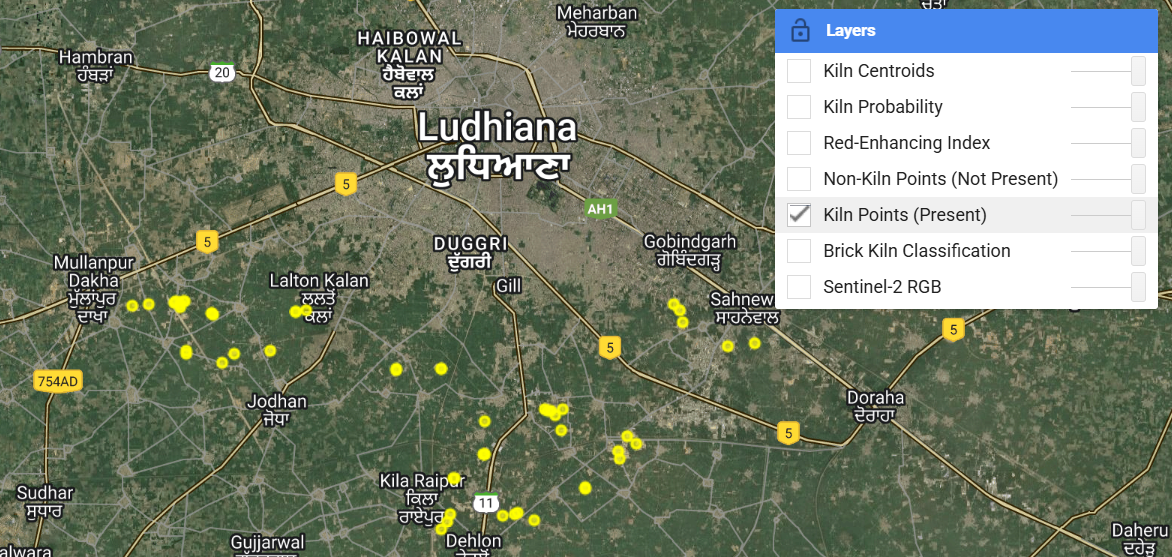 Meharban
ਮੇਹਰਬਾਨ
HAIBOWAL
KALAN
ਹੈਬੋਵਾਲ
ਕਲਾਂ
Hambran
ਹੰਬੜਾਂ
20
Ludhiana
ਲੁਧਿਆਣਾ
5
AH1
5
DUGGRI
ਦੁੱਗਰੀ
Gobindgarh
ਗੋਬਿੰਦਗੜ੍ਹ
Mullanpur
Dakha
ਮੁੱਲਾਂਪੁਰ
ਦਾਖਾ
Lalton Kalan
ਲਲਤੋਂ
ਕਲਾਂ
Gill
Sahnew
ਸਾਹਨੇਵਾਲ
5
5
754AD
Jodhan
ਜੋਧਾ
Doraha
ਦੋਰਾਹਾ
5
Kila Raipur
ਕਿਲਾ
ਰਾਏਪੁਰ
11
Sudhar
ਸੁਧਾਰ
Gujjarwal
Dehlon
Daheru
ਦਹੇੜੂ
alwara
Layers
Kiln Centroids
Kiln Probability
Red-Enhancing Index
Non-Kiln Points (Not Present)
Kiln Points (Present)
Brick Kiln Classification
Sentinel-2 RGB